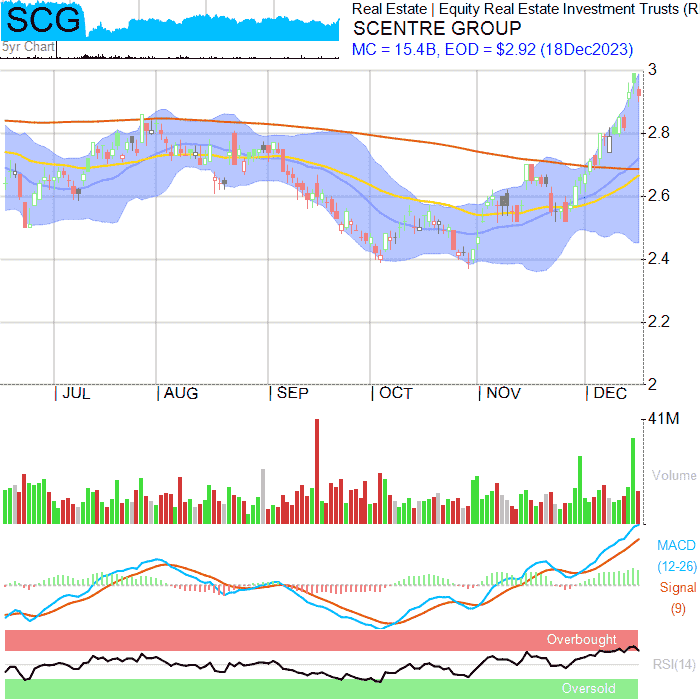 SCG
5yr Chart
Real Estate | Equity Real Estate Investment Trusts (R
SCENTRE GROUP
MC = 15.4B, EOD = $2.92 (18Dec2023)
3
2.8
2.6
2.4
2.2
2
JUL AUG SEP OCT NOV DEC
41M
Volume
MACD
(12-26)
Signal
(9)
Overbought
RSI(14)
Oversold